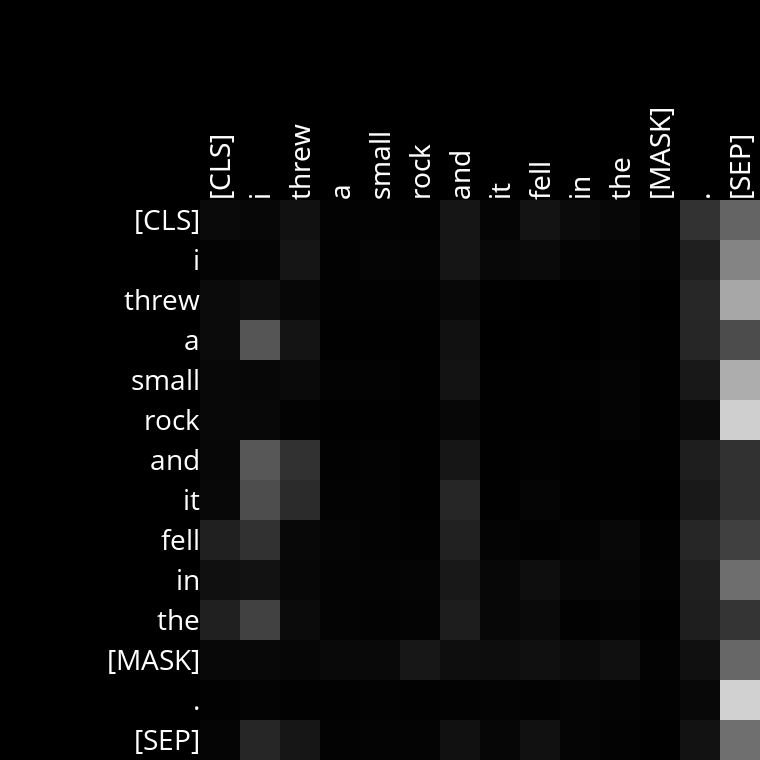 [CLS] i threw a small rock and it fell in the [MASK] . [SEP]
[CLS]
i
threw
a
small
rock
and
it
fell
in
the
[MASK]
.
[SEP]